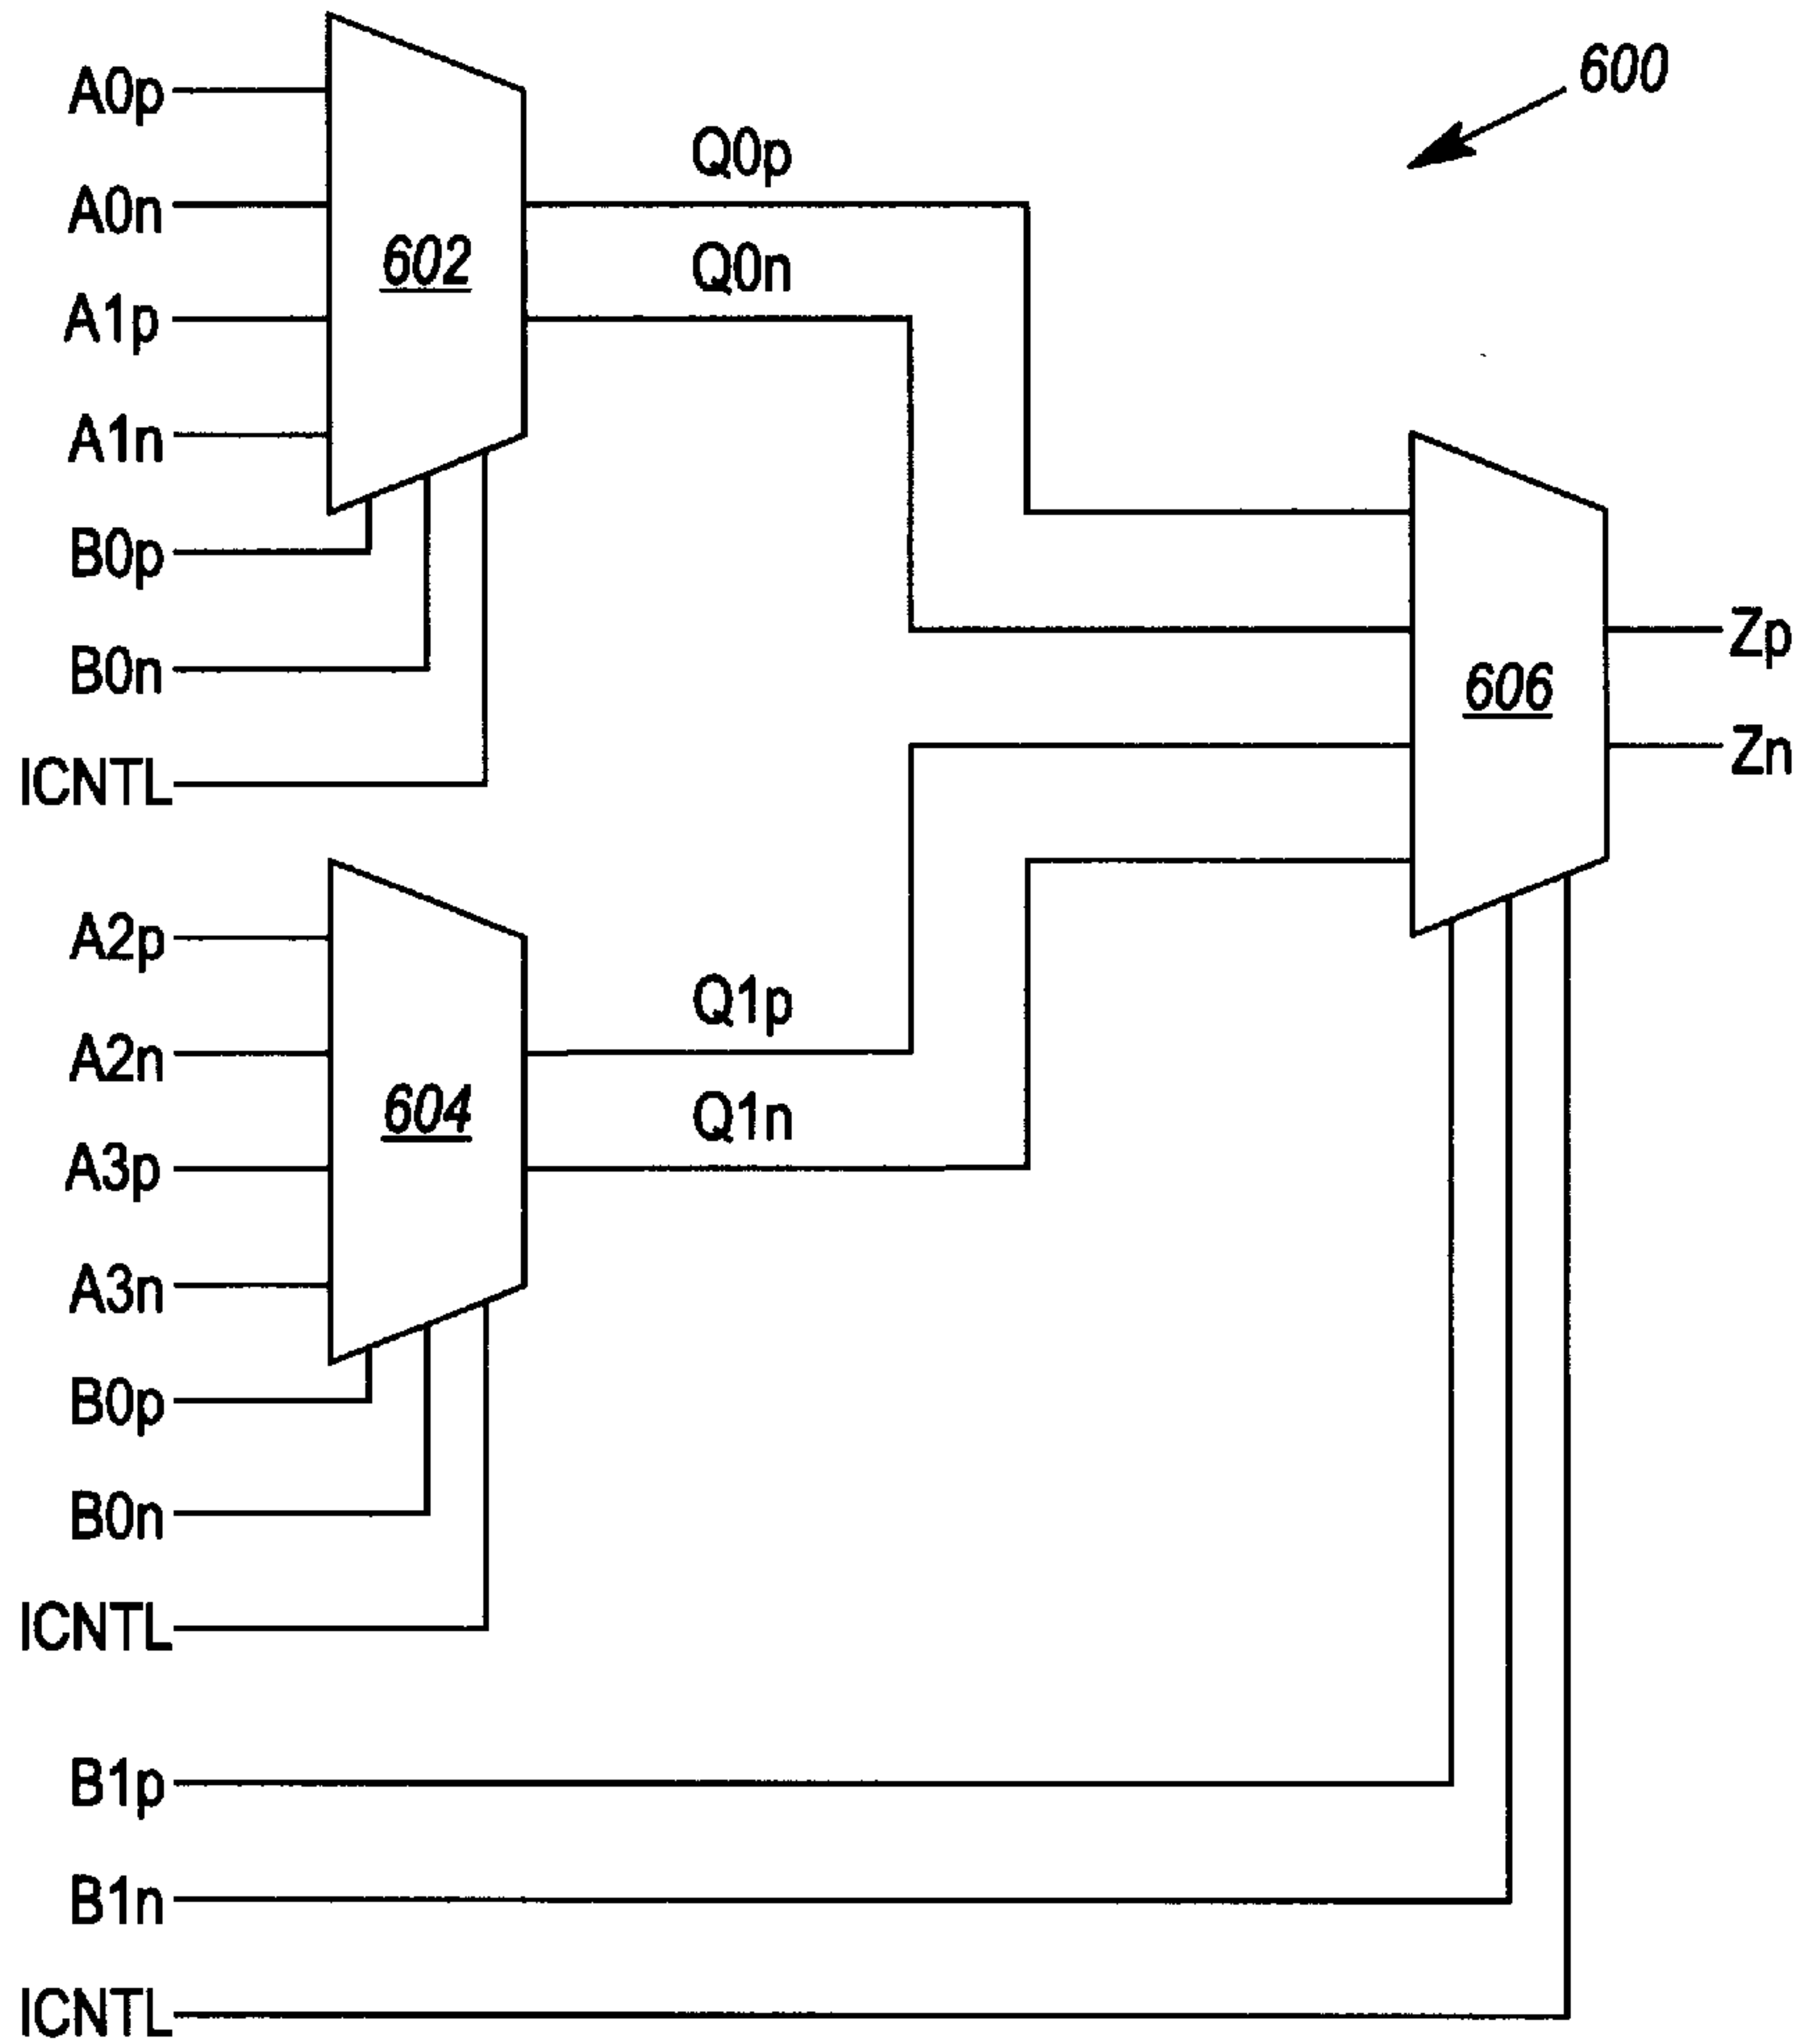 600
A0p
Q0p
A0n
602
Q0n
A1p
A1n
B0p
Zp
B0n
606
Zn
ICNTL
A2p
Q1p
A2n
604
Q1n
A3p
A3n
B0p
B0n
ICNTL
B1p
B1n
ICNTL